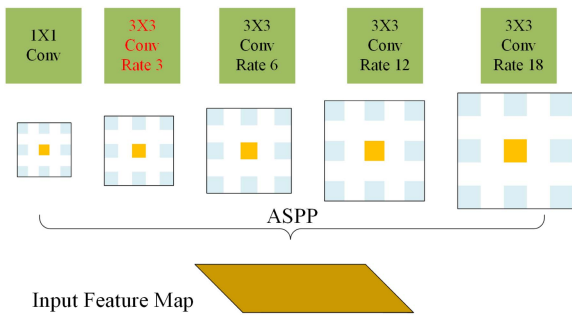 1X1
Conv
3X3
Conv
Rate 3
3X3
Conv
Rate 6
3X3
Conv
Rate 12
3X3
Conv
Rate 18
ASPP
Input Feature Map